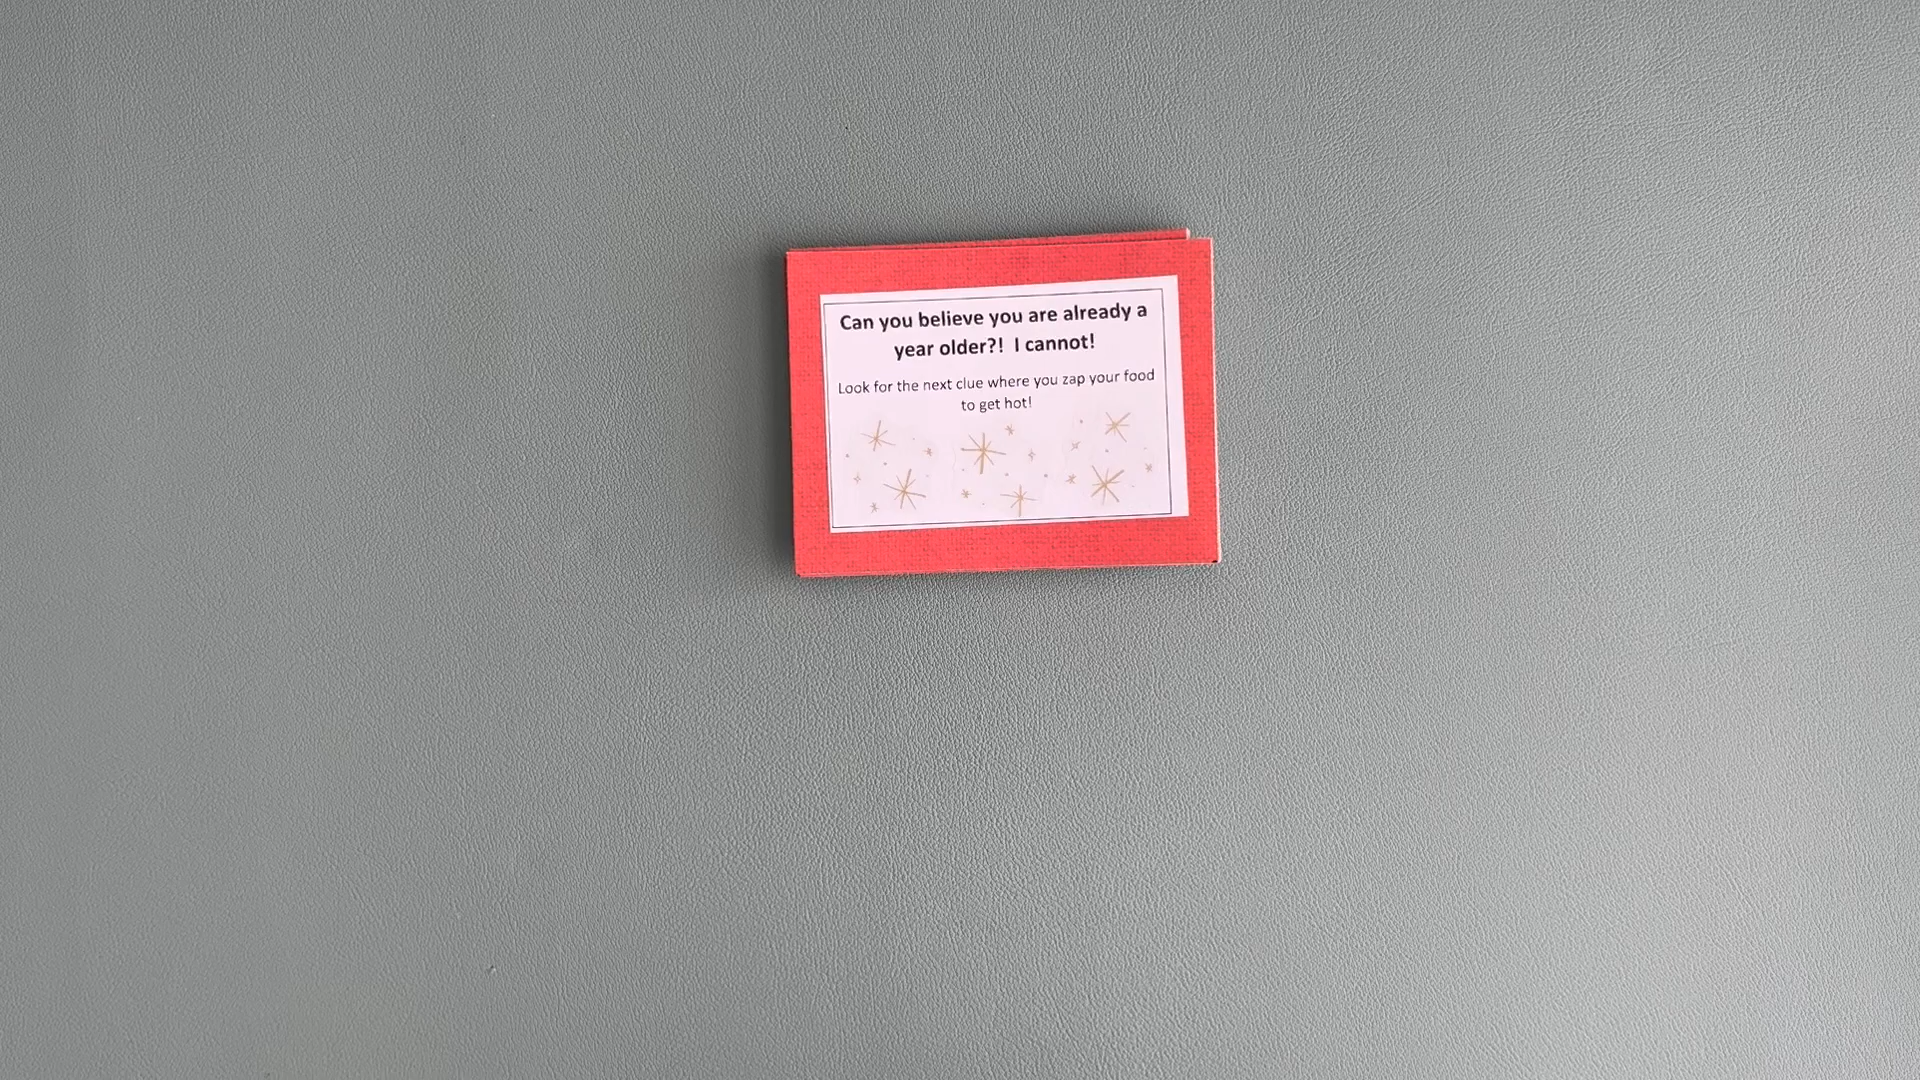 Can you believe you are already a
year older?!  I cannot!
Look for the next clue where you zap your food
to get hot!